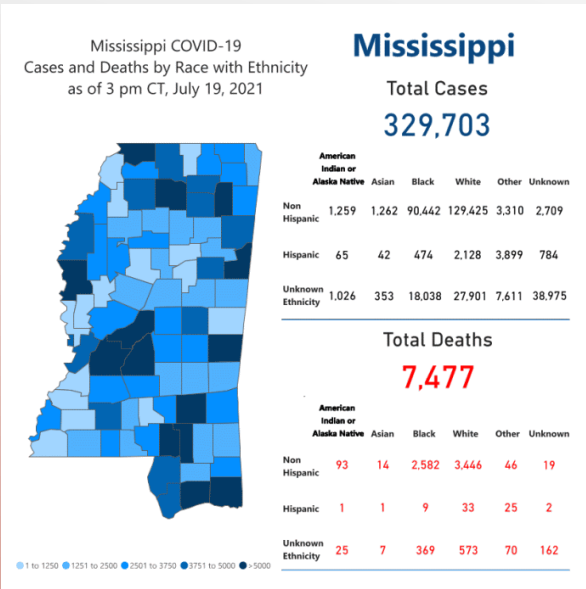 Mississippi COVID-19
Cases and Deaths by Race with Ethnicity
as of 3 pm CT, July 19, 2021
Mississippi
Total Cases
329,703
American
Indian or
Alaska Native Asian Black White Other Unknown
Non
Hispanic 1,259 1,262 90,442 129,425 3,310 2,709
Hispanic 65 42 474 2,128 3,899 784
Unknown
Ethnicity 1,026 353 18,038 27,901 7,611 38,975
Total Deaths
7,477
American
Indian or
Alaska Native Asian Black White Other Unknown
Non
Hispanic 93 14 2,582 3,446 46 19
Hispanic 1 1 9 33 25 2
Unknown
Ethnicity 25 7 369 573 70 162
1 to 1250 1251 to 2500 2501 to 3750 3751 to 5000 >5000